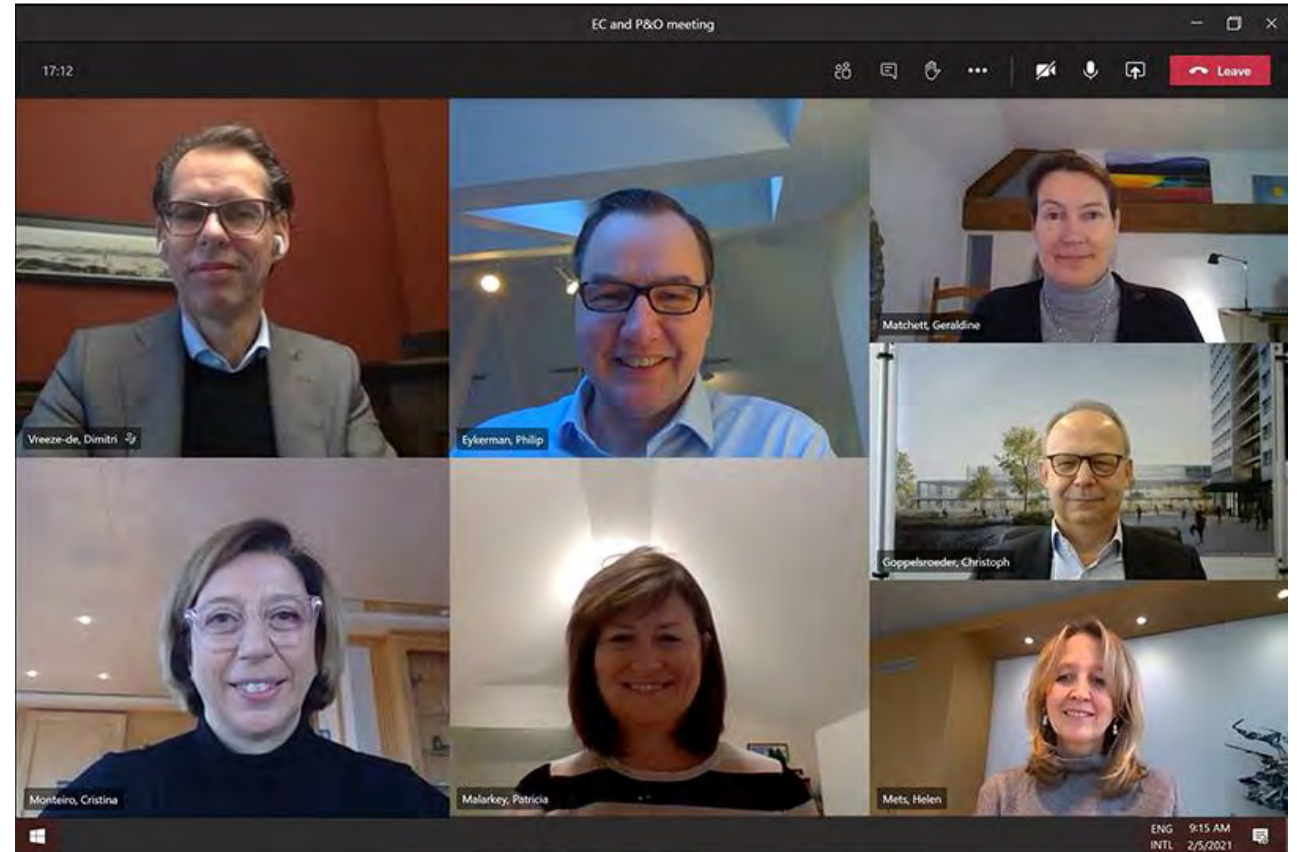 EC and P&O meeting
17:12
Leave
Vreeze-de, Dimitri
Eykerman, Philip
Matchett, Geraldine
Goppelsroeder, Christoph
Monteiro, Cristina
Malarkey, Patricia
Mets, Helen
ENG 9:15 AM
INTL 2/5/2021